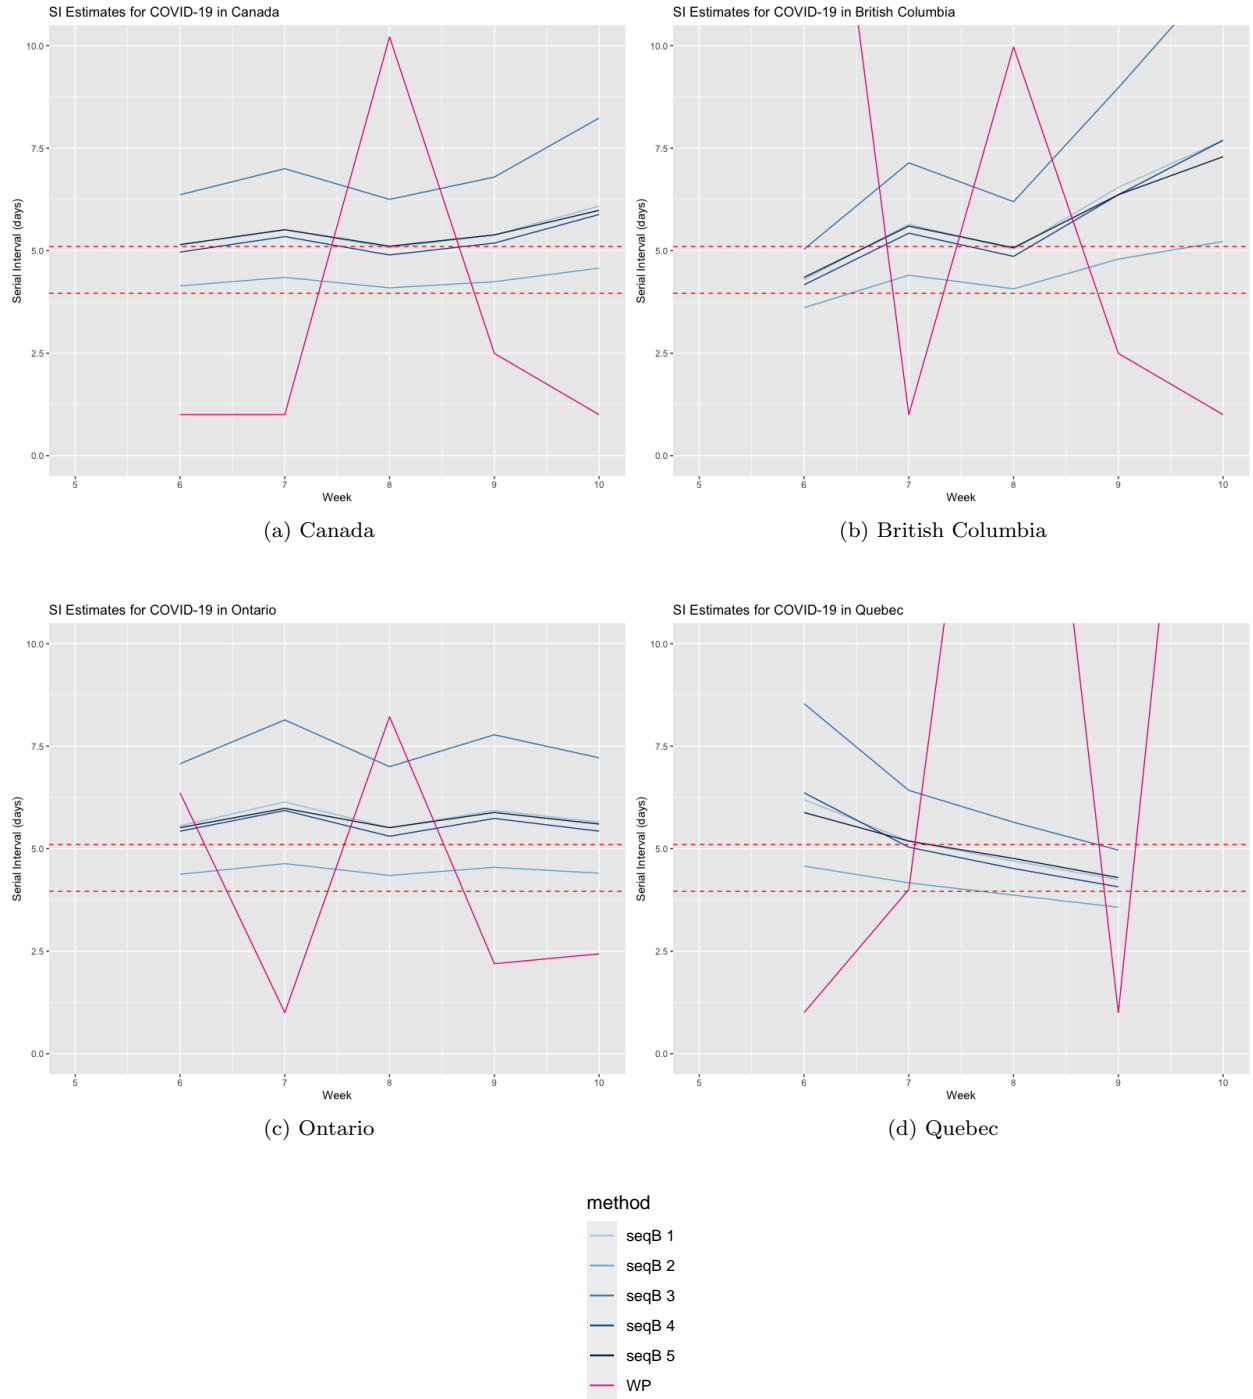 SI Estimates for COVID-19 in Canada
10.0
7.5
5.0
2.5
0.0
Serial Interval (days)
5 6 7 8 9 10
Week
(a) Canada
SI Estimates for COVID-19 in British Columbia
10.0
7.5
5.0
2.5
0.0
Serial Interval (days)
5 6 7 8 9 10
Week
(b) British Columbia
SI Estimates for COVID-19 in Ontario
10.0
7.5
5.0
2.5
0.0
Serial Interval (days)
5 6 7 8 9 10
Week
(c) Ontario
SI Estimates for COVID-19 in Quebec
10.0
7.5
5.0
2.5
0.0
Serial Interval (days)
5 6 7 8 9 10
Week
(d) Quebec
method
seqB 1
seqB 2
seqB 3
seqB 4
seqB 5
WP